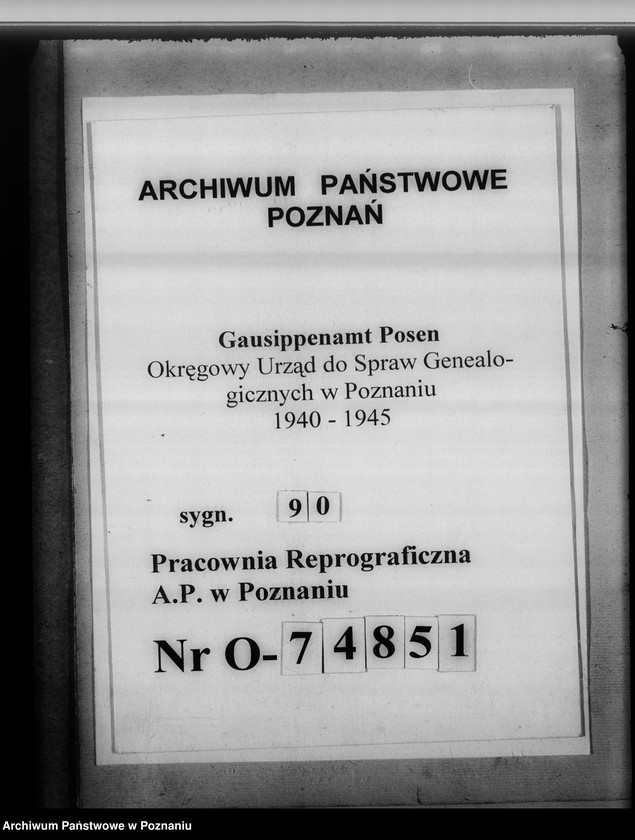 ARCHIWUM PAŃSTWOWE
POZNAŃ
Gausippenamt Posen
Okręgowy Urząd do Spraw Genealo-
gicznych w Poznaniu
1940 - 1945
sygn. 90
Pracownia Reprograficzna
A.P. w Poznaniu
Nr O-74851
Archiwum Państwowe w Poznaniu